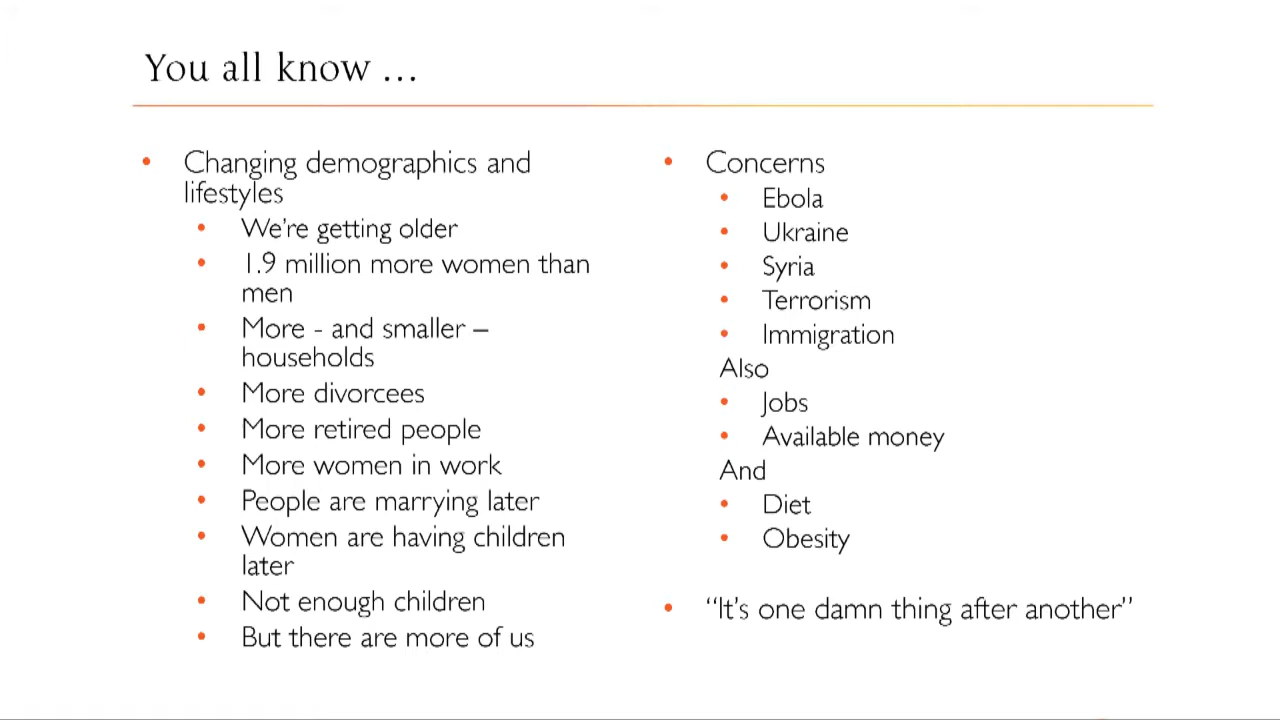 You all know ...
• Changing demographics and
lifestyles
• We're getting older
• 1.9 million more women than
men
• More - and smaller –
households
• More divorcees
• More retired people
• More women in work
• People are marrying later
• Women are having children
later
• Not enough children
• But there are more of us
• Concerns
• Ebola
• Ukraine
• Syria
• Terrorism
• Immigration
Also
• Jobs
• Available money
And
• Diet
• Obesity
• “It's one damn thing after another”